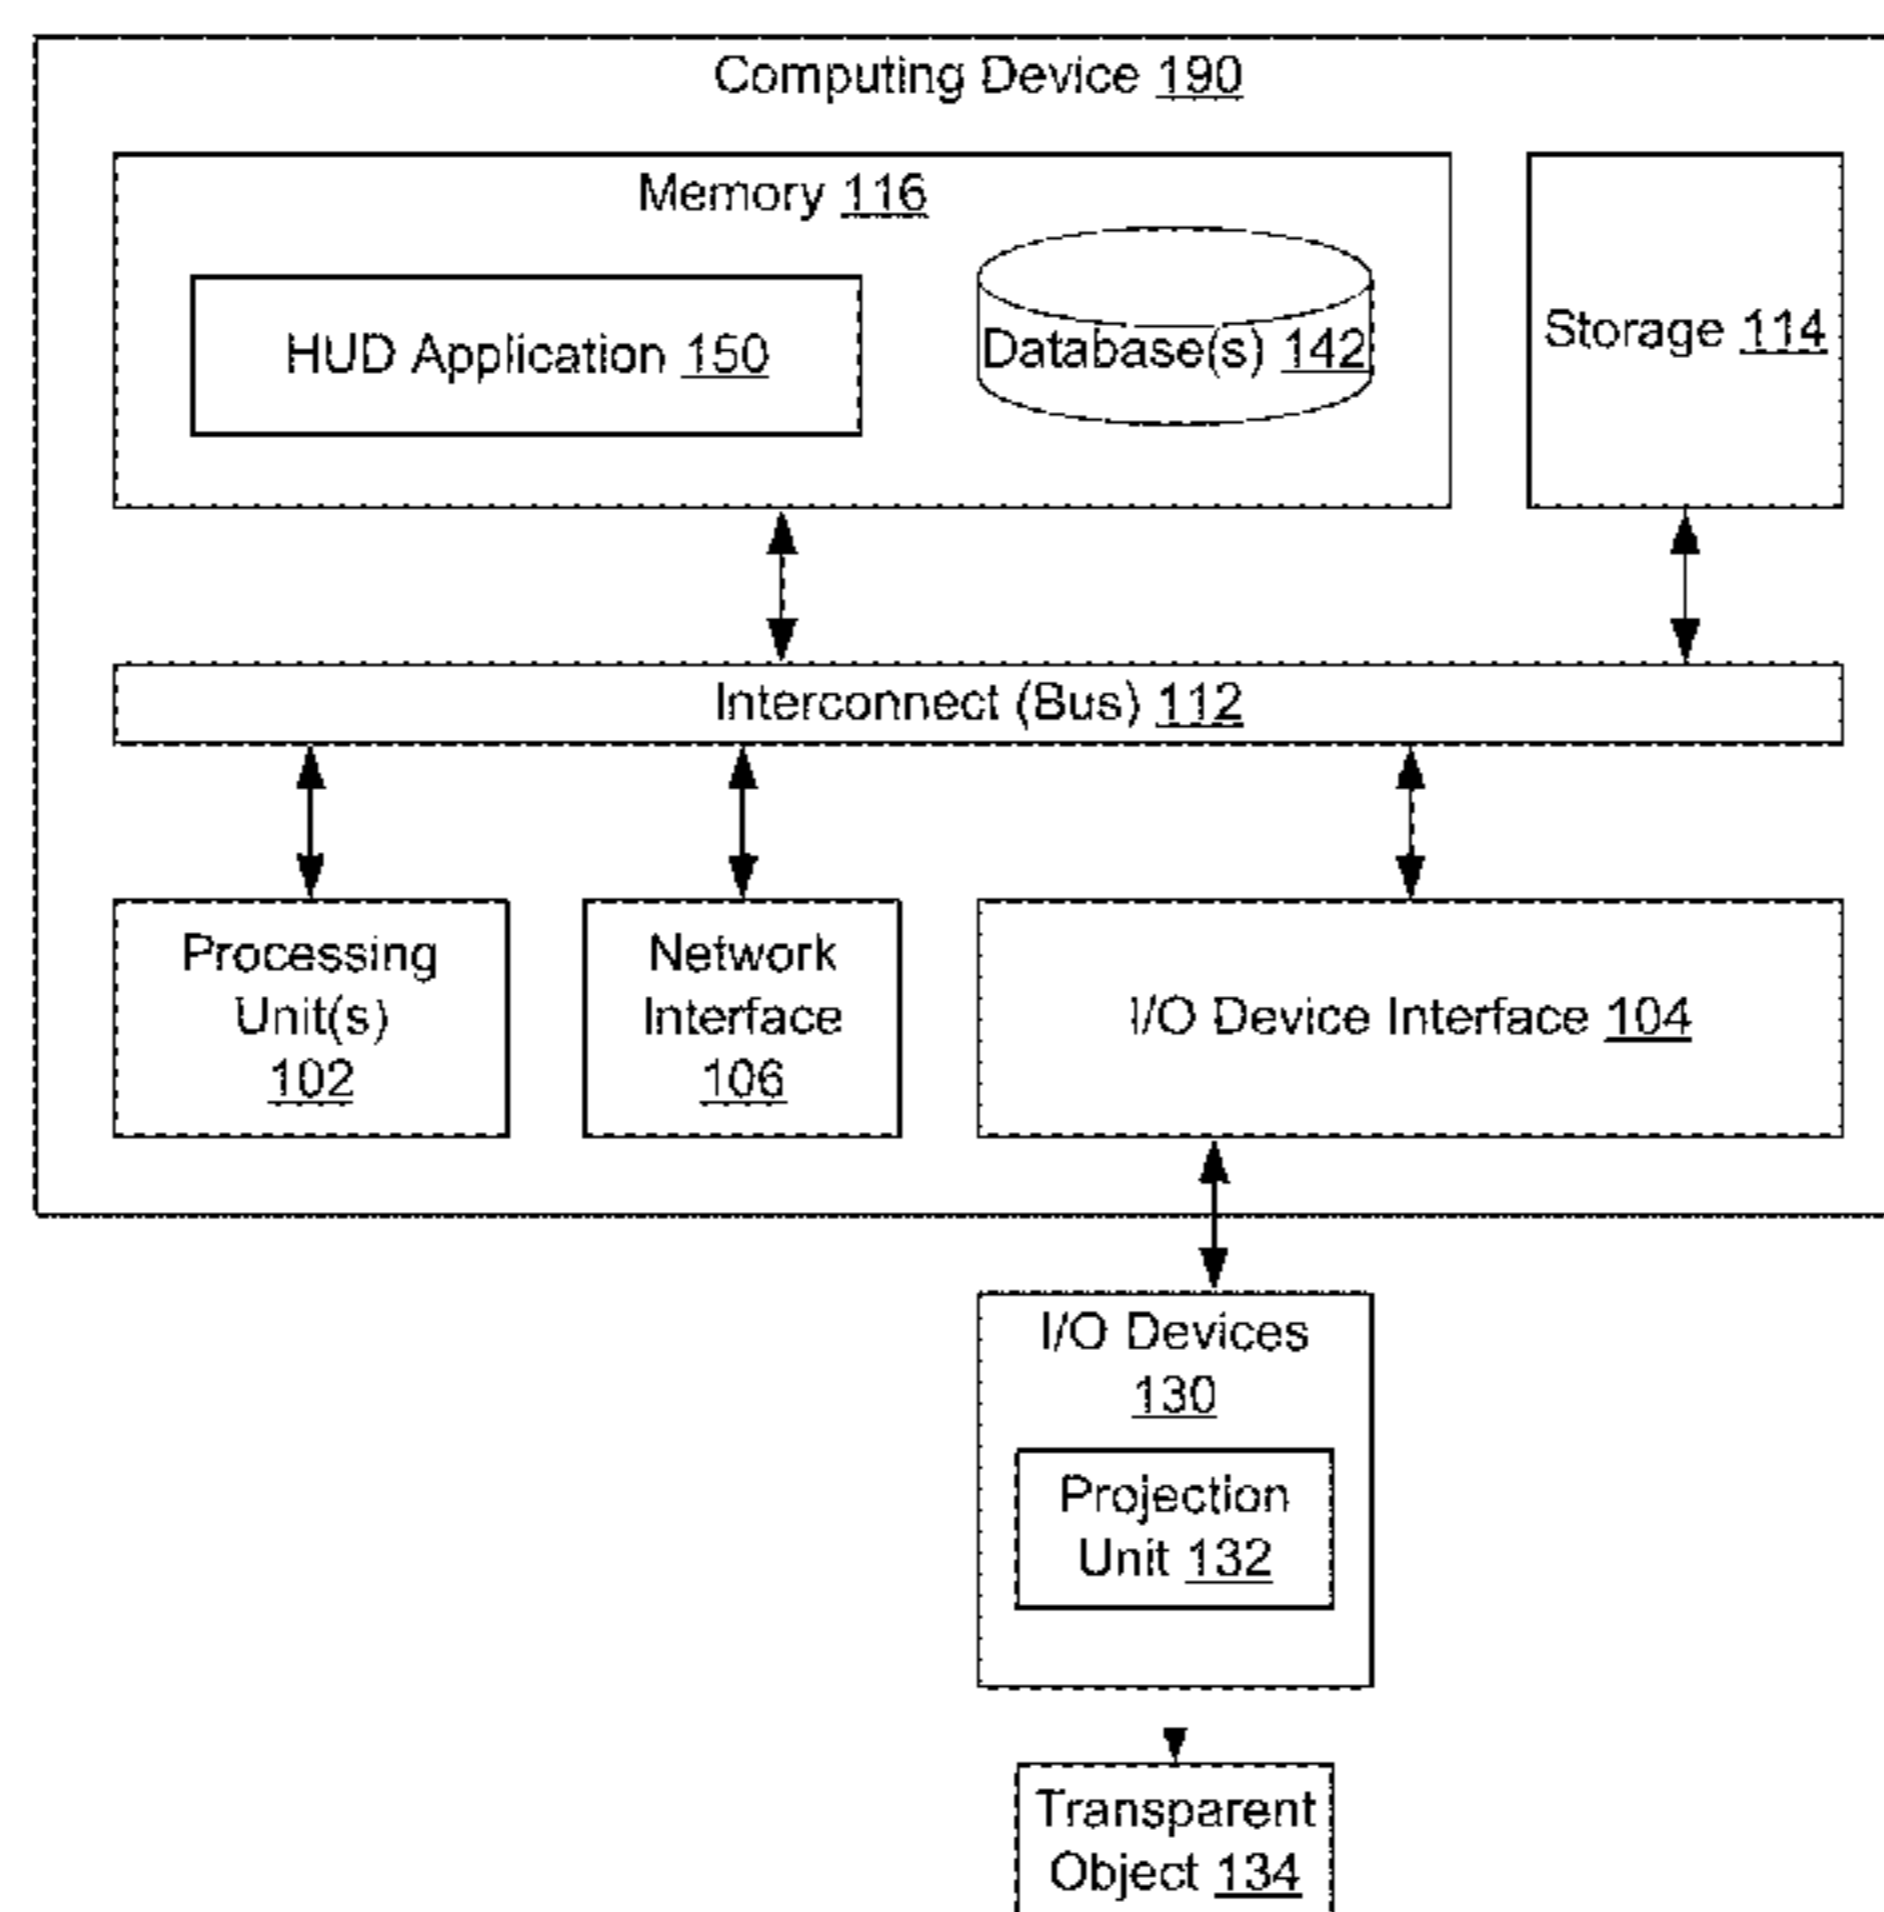 Computing Device 190
Memory 116
HUD Application 150
Database(s) 142
Storage 114
Interconnect (Bus) 112
Processing
Unit(s)
102
Network
Interface
106
I/O Device Interface 104
I/O Devices
130
Projection
Unit 132
Transparent
Object 134